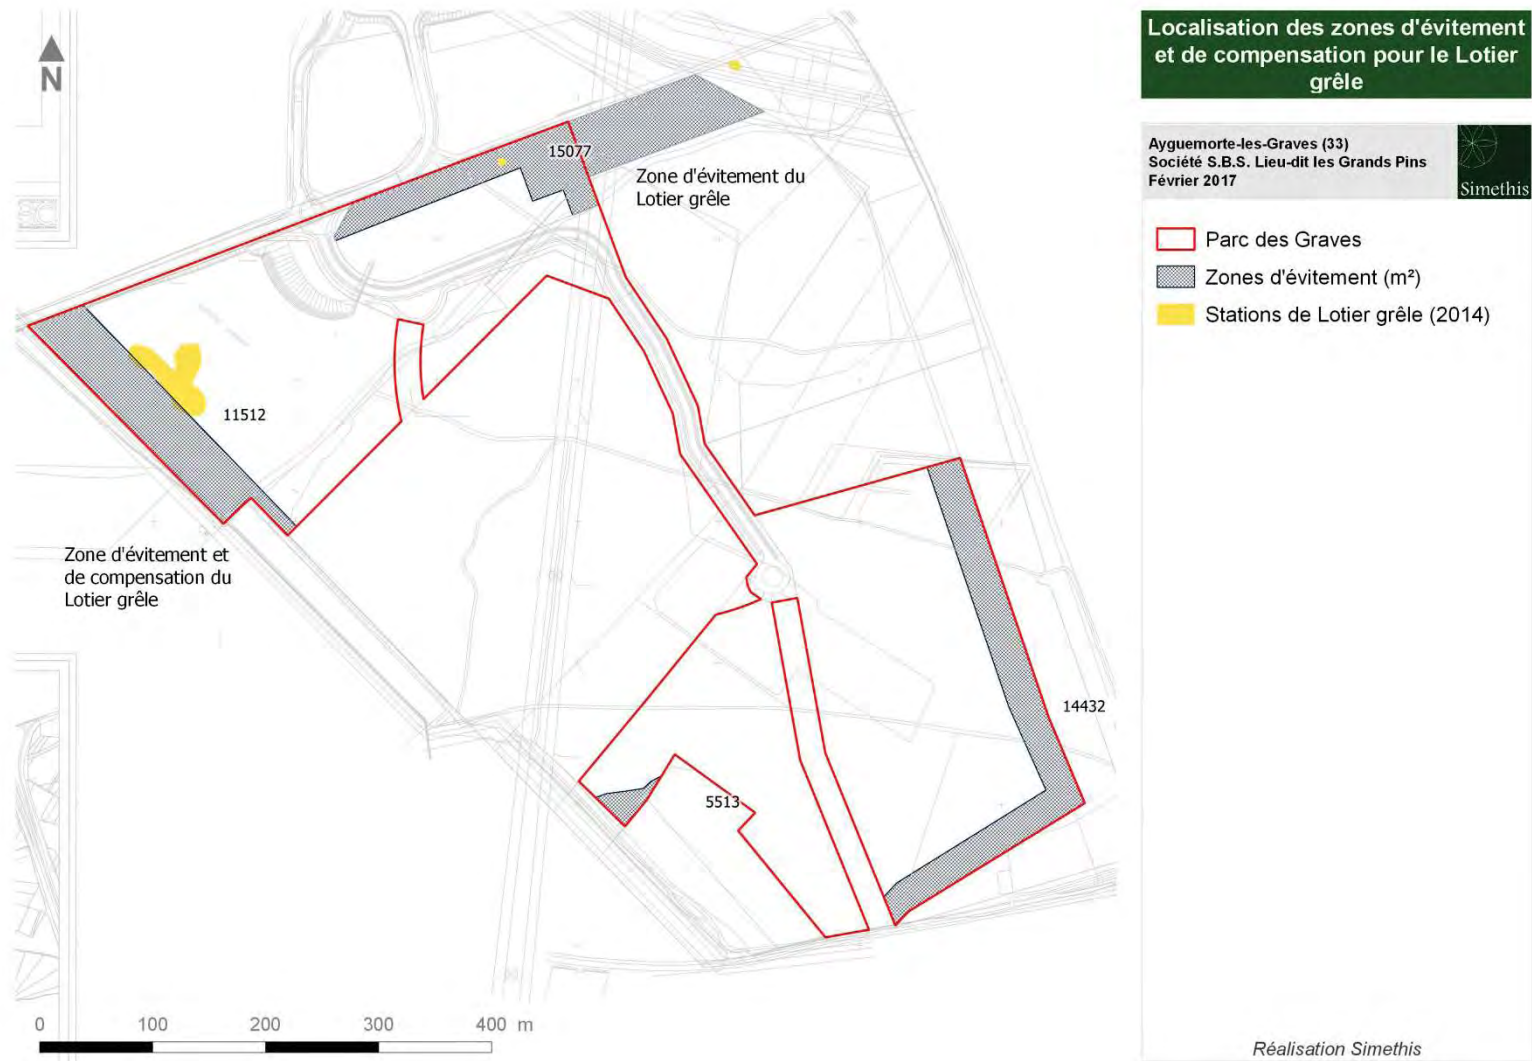 Localisation des zones d'évitement
et de compensation pour le Lotier
grêle
Ayguemorte-les-Graves (33)
Société S.B.S. Lieu-dit les Grands Pins
Février 2017
Simethis
Parc des Graves
Zones d'évitement (m²)
Stations de Lotier grêle (2014)
N
15077
Zone d'évitement du
Lotier grêle
11512
Zone d'évitement et
de compensation du
Lotier grêle
14432
5513
0 100 200 300 400 m
Réalisation Simethis